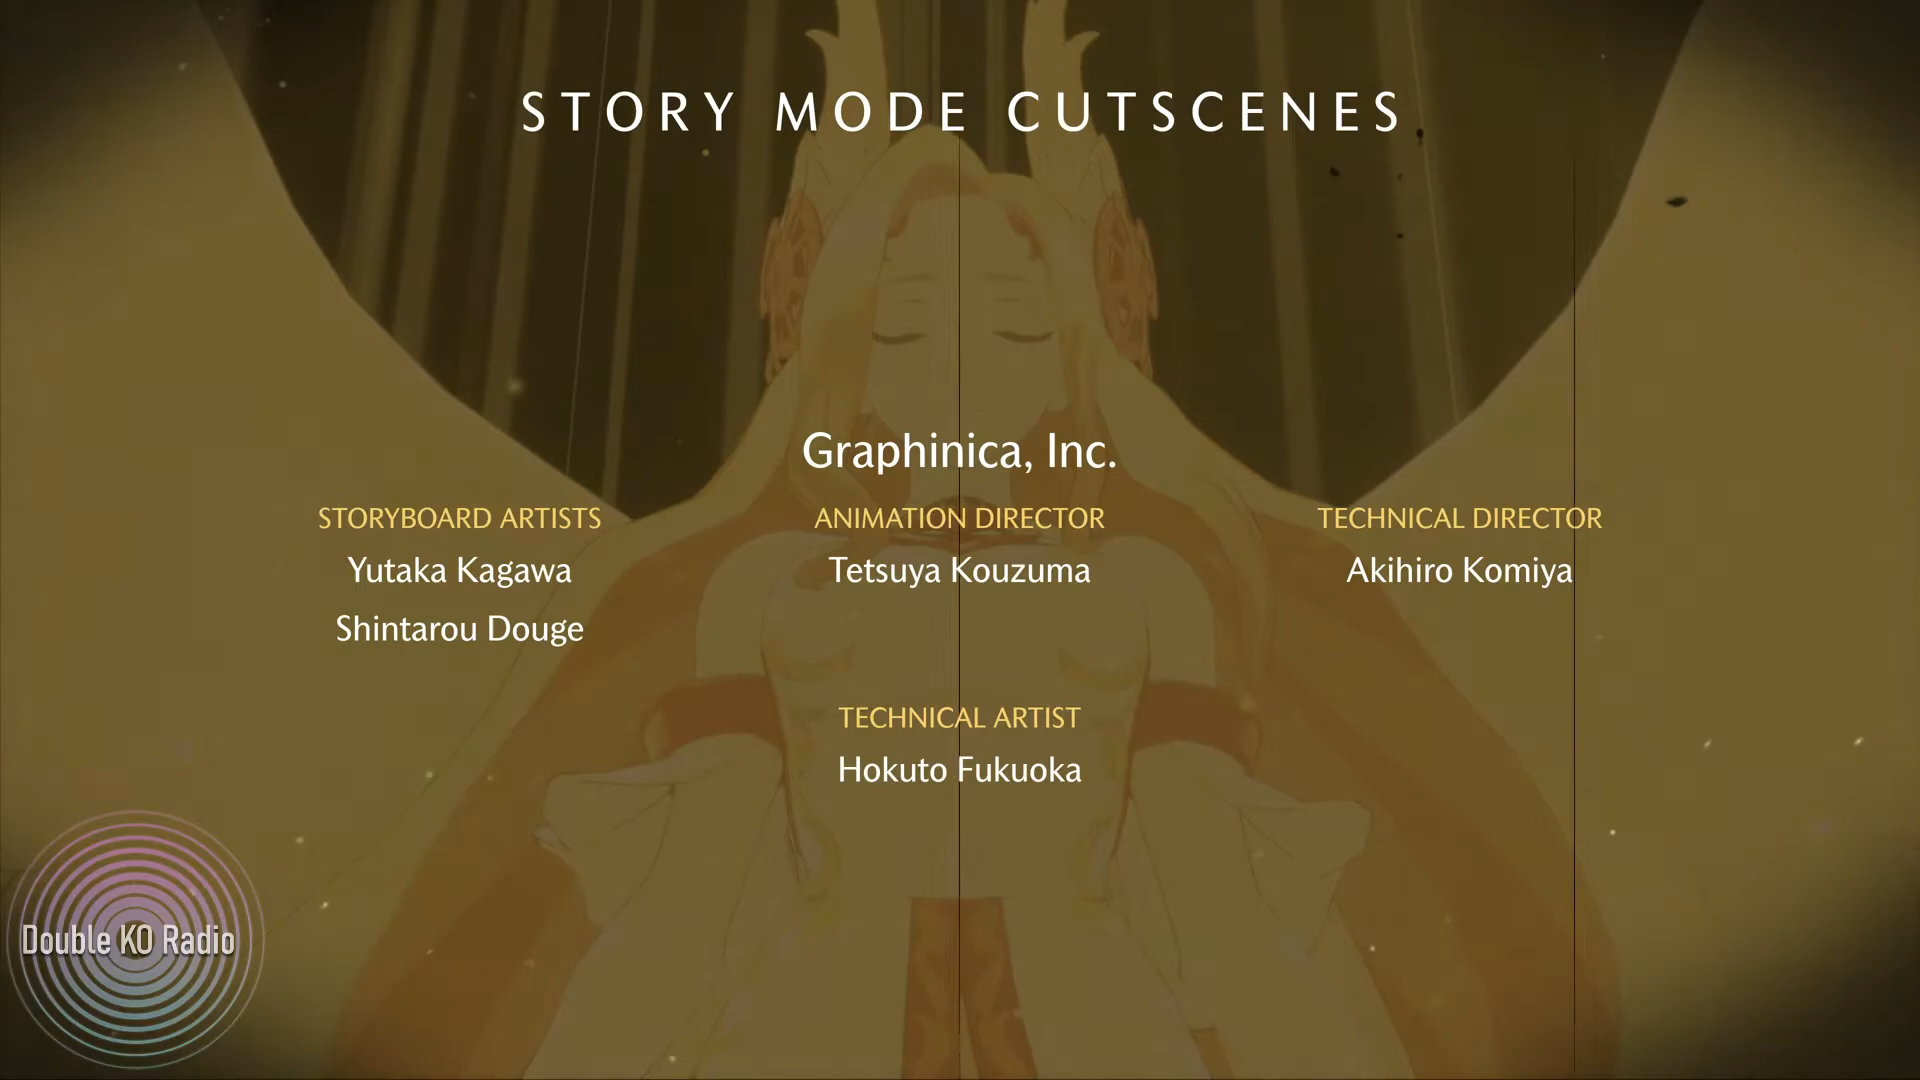 STORY MODE CUTSCENES
Graphinica, Inc.
STORYBOARD ARTISTS
Yutaka Kagawa
Shintarou Douge
ANIMATION DIRECTOR
Tetsuya Kouzuma
TECHNICAL DIRECTOR
Akihiro Komiya
TECHNICAL ARTIST
Hokuto Fukuoka
Double KO Radio